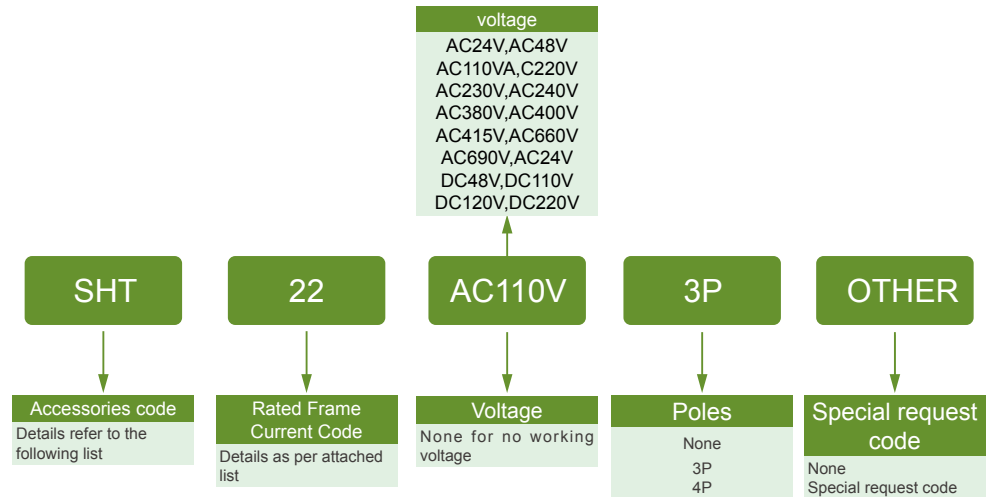 voltage
AC24V,AC48V
AC110VA,C220V
AC230V,AC240V
AC380V,AC400V
AC415V,AC660V
AC690V,AC24V
DC48V,DC110V
DC120V,DC220V
SHT
22
AC110V
3P
OTHER
Accessories code
Details refer to the
following list
Rated Frame
Current Code
Details as per attached
list
Voltage
None for no working
voltage
Poles
None
3P
4P
Special request
code
None
Special request code